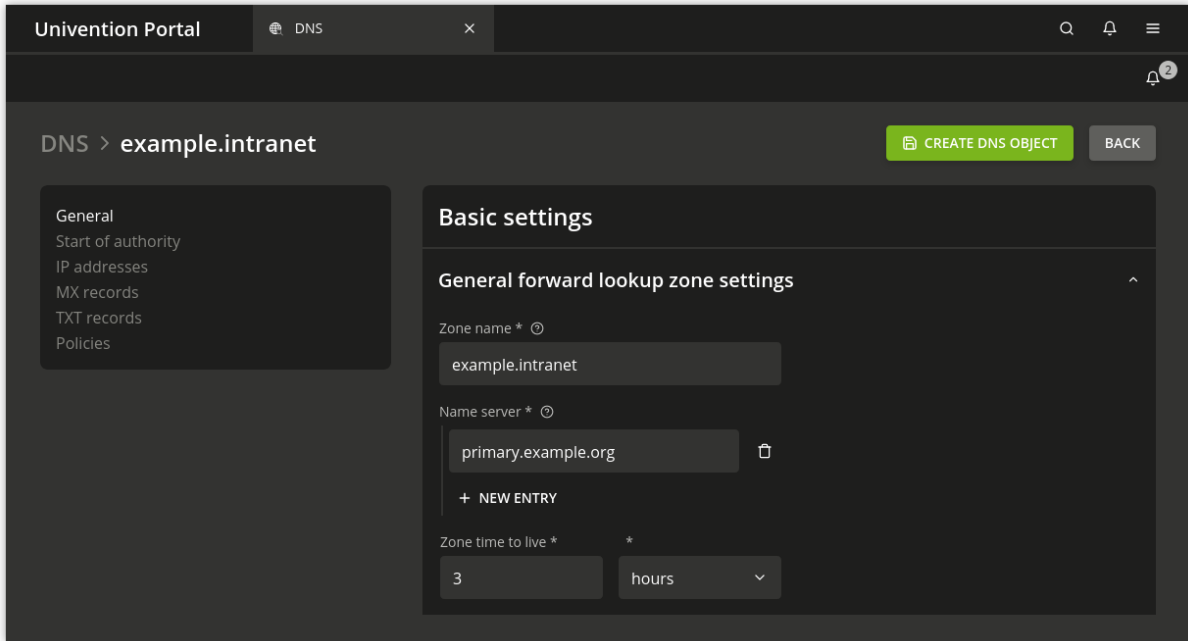 Univention Portal DNS
2
DNS > example.intranet CREATE DNS OBJECT BACK
General
Start of authority
IP addresses
MX records
TXT records
Policies
Basic settings
General forward lookup zone settings
Zone name *
example.intranet
Name server *
primary.example.org
+ NEW ENTRY
Zone time to live * *
3 hours